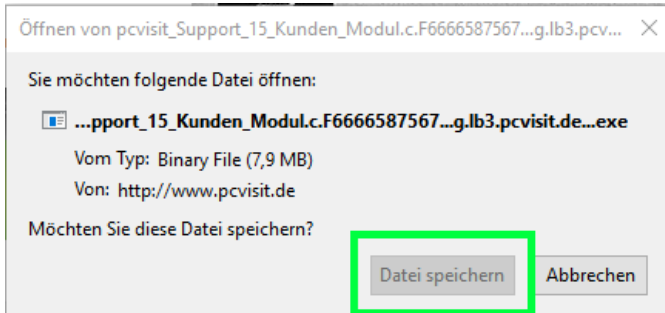 Öffnen von pcvisit_Support_15_Kunden_Modul.c.F6666587567...g.lb3.pcv...
Sie möchten folgende Datei öffnen:
...pport_15_Kunden_Modul.c.F6666587567...g.lb3.pcvisit.de...exe
Vom Typ: Binary File (7,9 MB)
Von: http://www.pcvisit.de
Möchten Sie diese Datei speichern?
Datei speichern Abbrechen